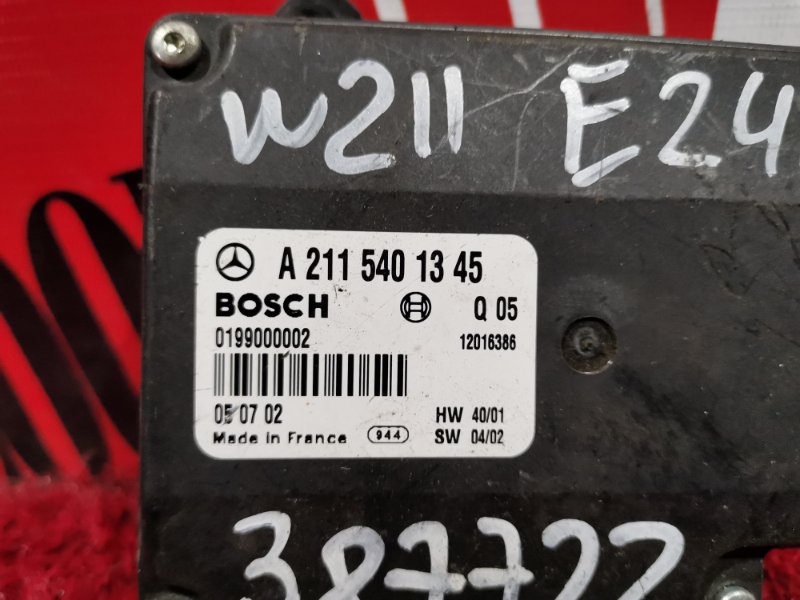 W211 E24
A 211 540 13 45
BOSCH Q 05
0199000002 12016386
05 07 02 HW 40/01
Made in France 944 SW 04/02
387722